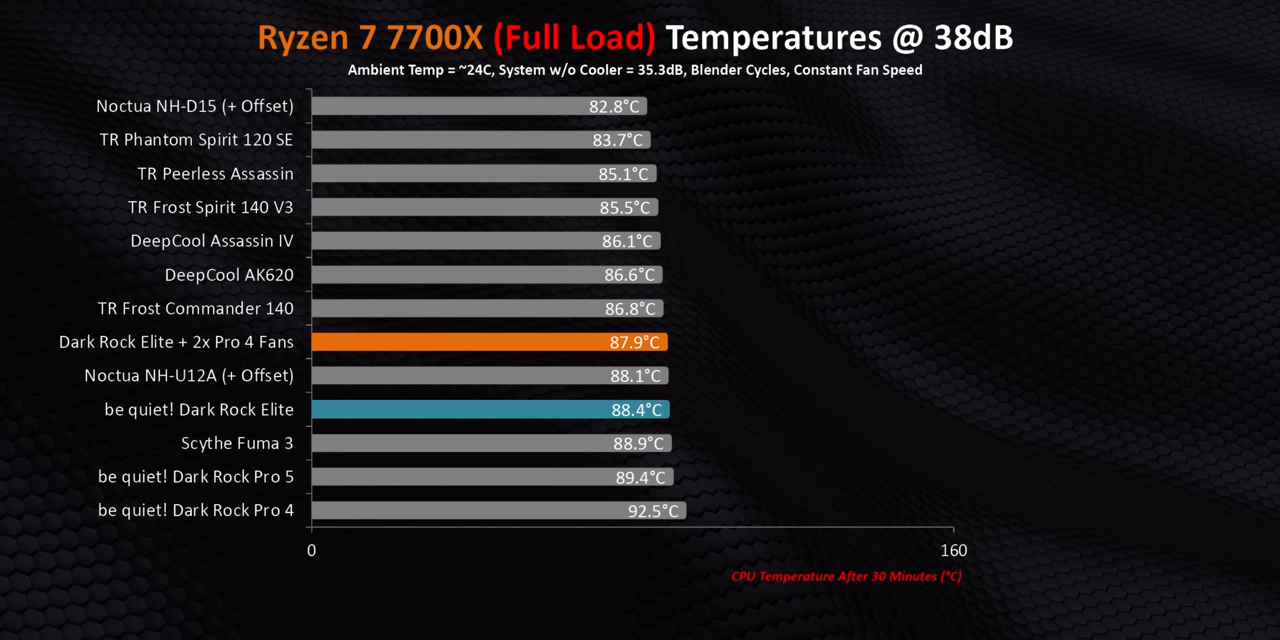 Ryzen 7 7700X (Full Load) Temperatures @ 38dB
Ambient Temp = ~24C, System w/o Cooler = 35.3dB, Blender Cycles, Constant Fan Speed
Noctua NH-D15 (+ Offset) 82.8°C
TR Phantom Spirit 120 SE 83.7°C
TR Peerless Assassin 85.1°C
TR Frost Spirit 140 V3 85.5°C
DeepCool Assassin IV 86.1°C
DeepCool AK620 86.6°C
TR Frost Commander 140 86.8°C
Dark Rock Elite + 2x Pro 4 Fans 87.9°C
Noctua NH-U12A (+ Offset) 88.1°C
be quiet! Dark Rock Elite 88.4°C
Scythe Fuma 3 88.9°C
be quiet! Dark Rock Pro 5 89.4°C
be quiet! Dark Rock Pro 4 92.5°C
0 160
CPU Temperature After 30 Minutes (°C)